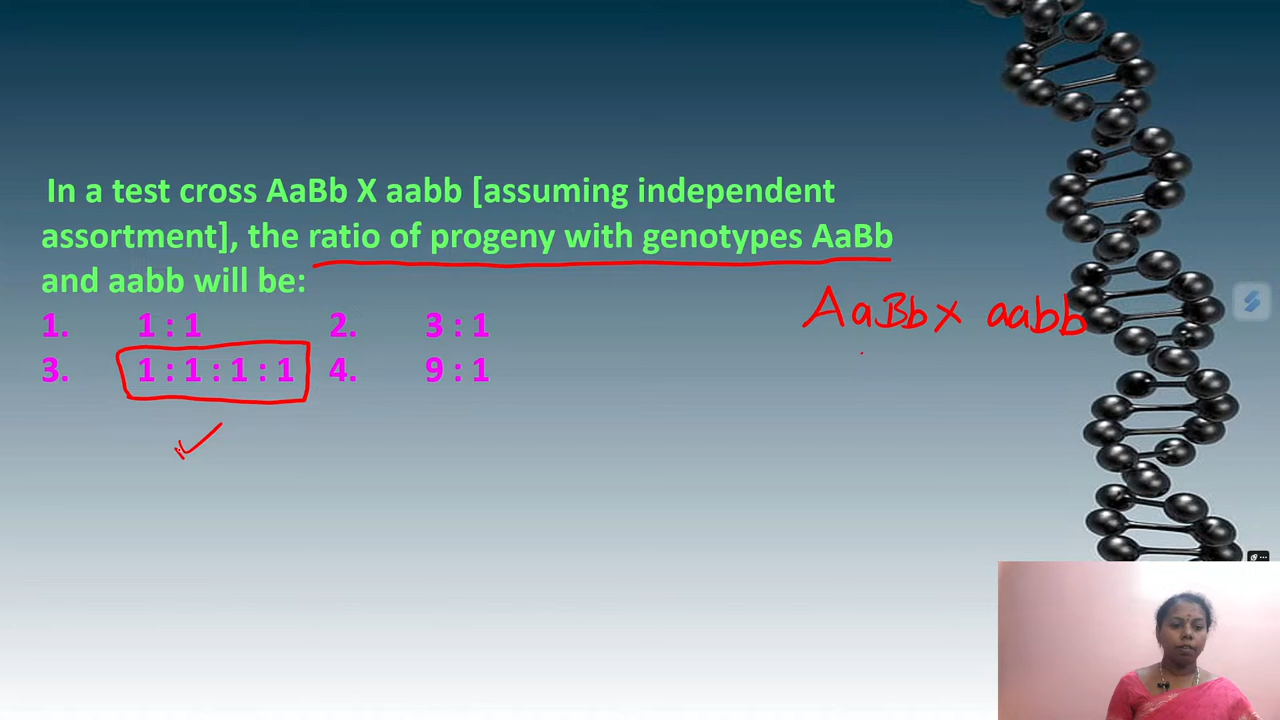 In a test cross AaBb X aabb [assuming independent
assortment], the ratio of progeny with genotypes AaBb
and aabb will be:
1. 1 : 1 2. 3 : 1
3. 1 : 1 : 1 : 1 4. 9 : 1
AaBb x aabb